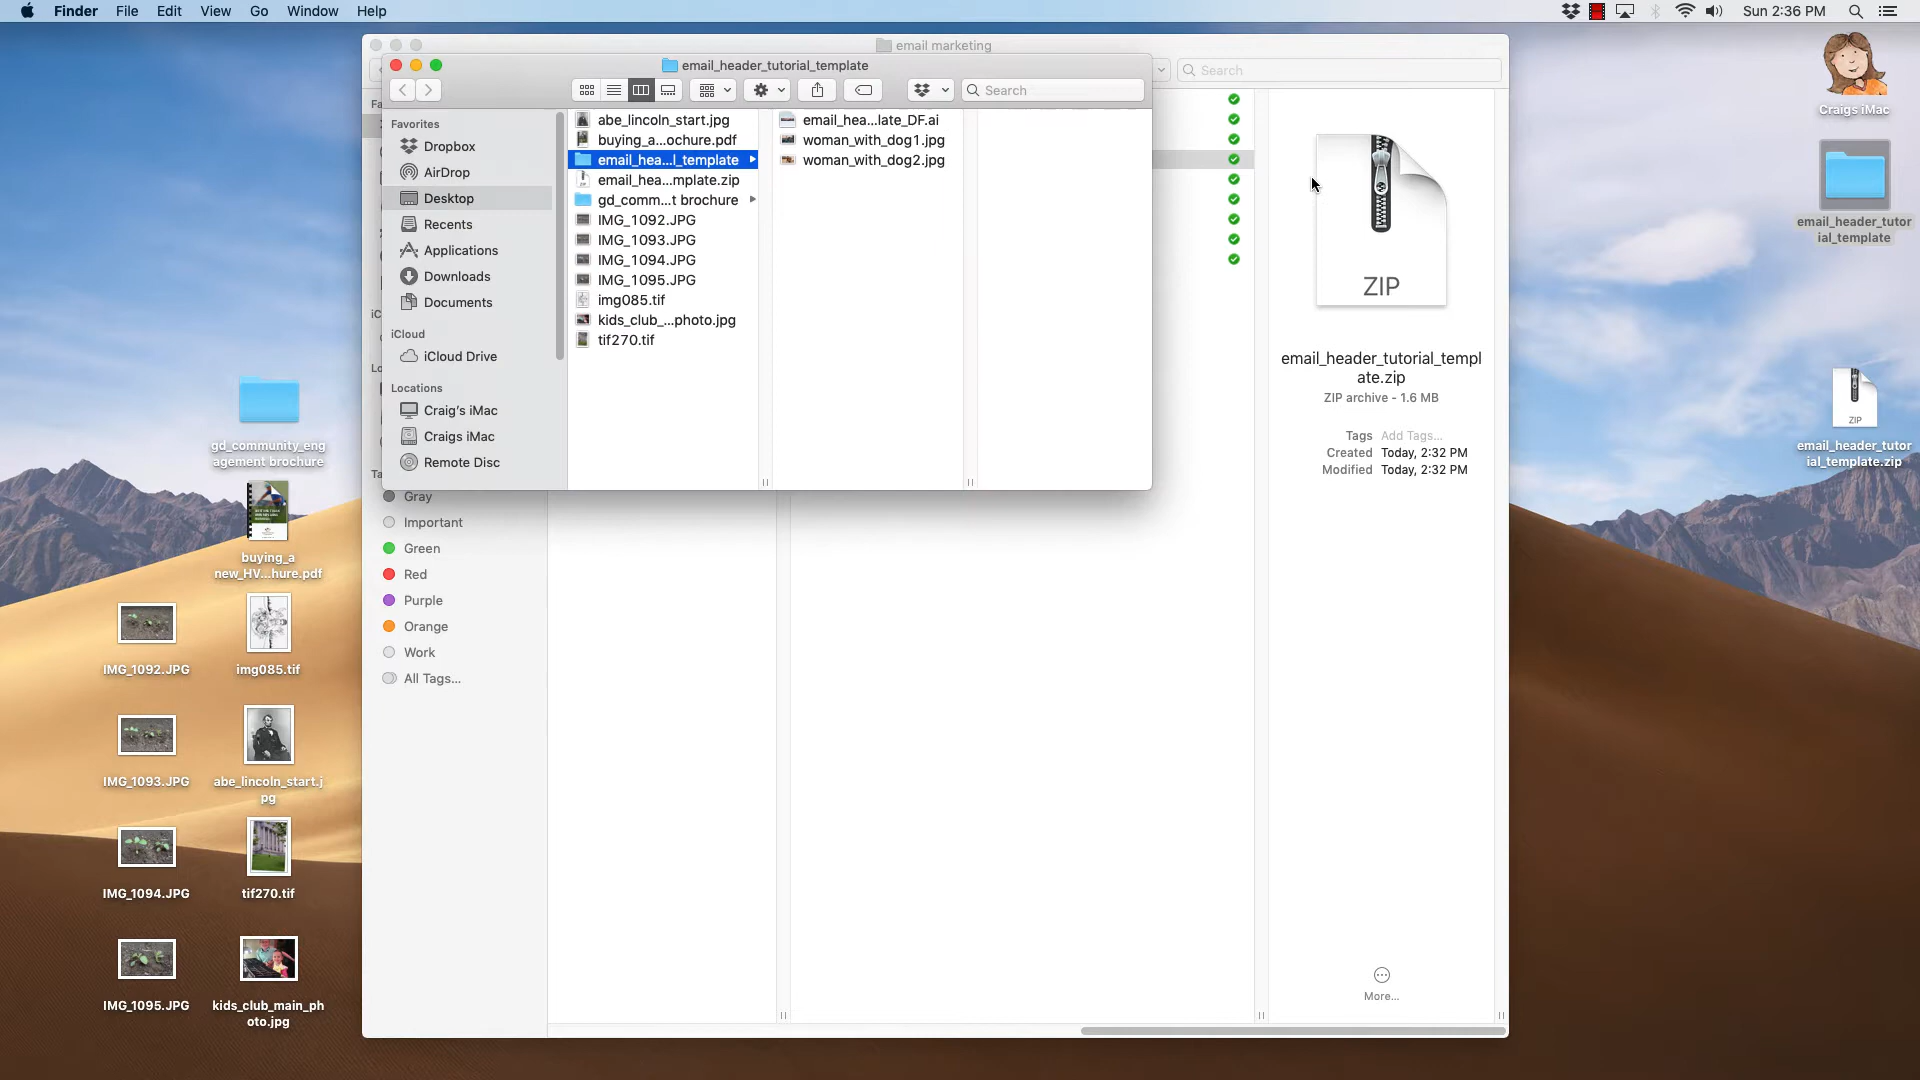 Finder File Edit View Go Window Help
Sun 2:36 PM
email marketing
Search
email_header_tutorial_template
Search
Favorites
Dropbox
AirDrop
Desktop
Recents
Applications
Downloads
Documents
iCloud
iCloud Drive
Locations
Craig's iMac
Craigs iMac
Remote Disc
abe_lincoln_start.jpg
buying_a...ochure.pdf
email_hea...l_template
email_hea...mplate.zip
gd_comm...t brochure
IMG_1092.JPG
IMG_1093.JPG
IMG_1094.JPG
IMG_1095.JPG
img085.tif
kids_club_...photo.jpg
tif270.tif
email_hea...late_DF.ai
woman_with_dog1.jpg
woman_with_dog2.jpg
Fa
iC
Lo
Ta
Gray
Important
Green
Red
Purple
Orange
Work
All Tags...
ZIP
email_header_tutorial_templ
ate.zip
ZIP archive - 1.6 MB
Tags Add Tags...
Created Today, 2:32 PM
Modified Today, 2:32 PM
More...
gd_community_eng
agement brochure
buying_a
new_HV...hure.pdf
IMG_1092.JPG
img085.tif
IMG_1093.JPG
abe_lincoln_start.j
pg
IMG_1094.JPG
tif270.tif
IMG_1095.JPG
kids_club_main_ph
oto.jpg
Craigs iMac
email_header_tutor
ial_template
ZIP
email_header_tutor
ial_template.zip